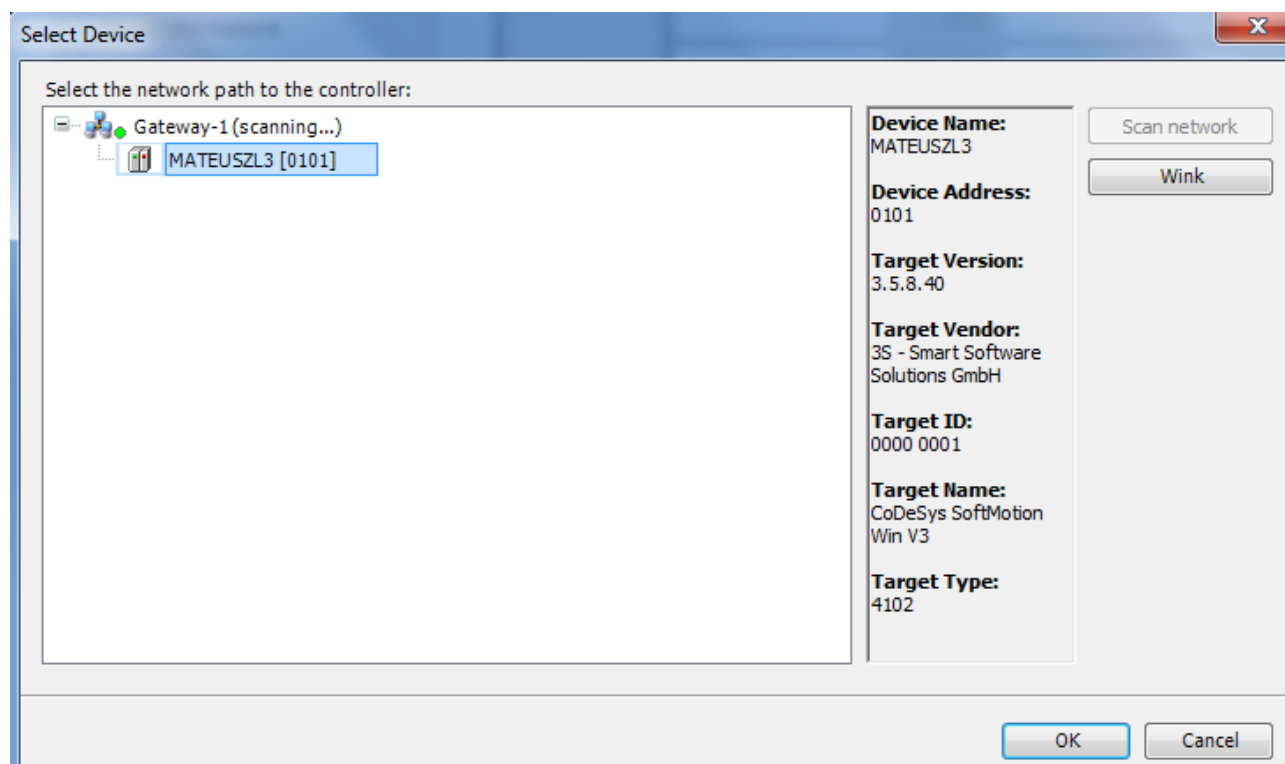 Select Device
Select the network path to the controller:
Gateway-1 (scanning...)
MATEUSZL3 [0101]
Device Name:
MATEUSZL3
Device Address:
0101
Target Version:
3.5.8.40
Target Vendor:
3S - Smart Software
Solutions GmbH
Target ID:
0000 0001
Target Name:
CoDeSys SoftMotion
Win V3
Target Type:
4102
Scan network
Wink
OK
Cancel